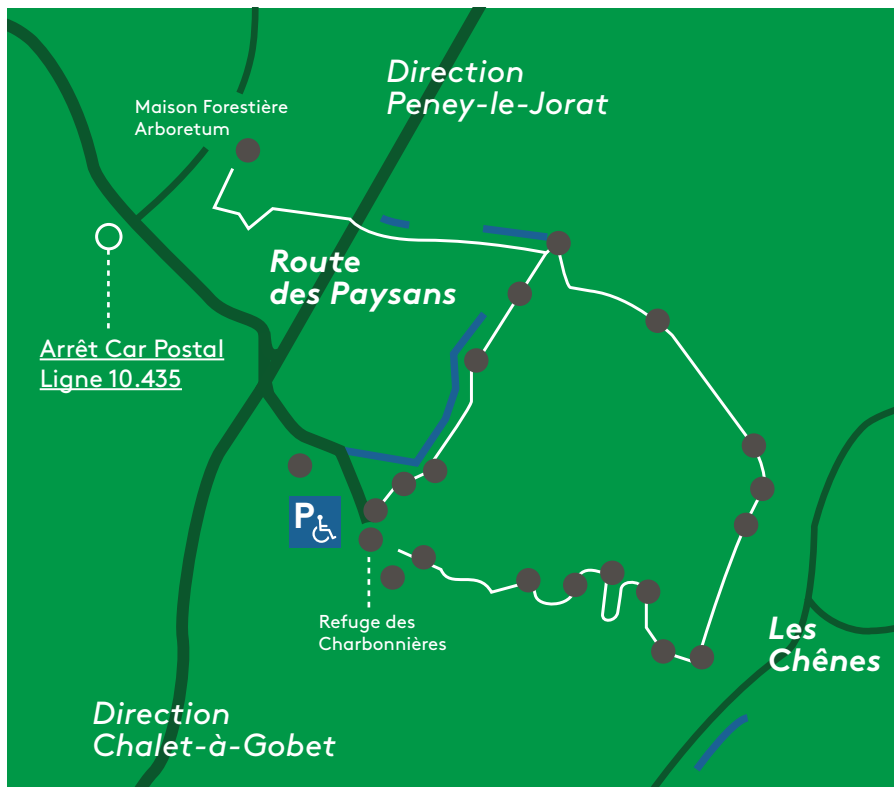 Direction
Peney-le-Jorat
Maison Forestière
Arboretum
Route
des Paysans
Arrêt Car Postal
Ligne 10.435
P
Refuge des
Charbonnières
Les
Chênes
Direction
Chalet-à-Gobet